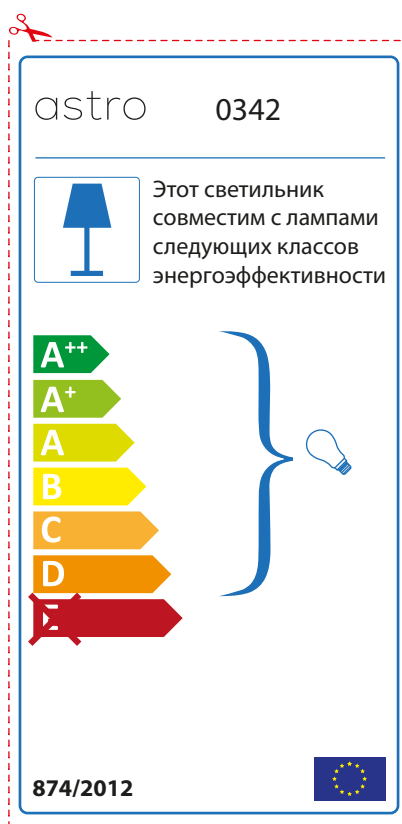 astro 0342
Этот светильник
совместим с лампами
следующих классов
энергоэффективности
A++
A+
A
B
C
D
E
874/2012